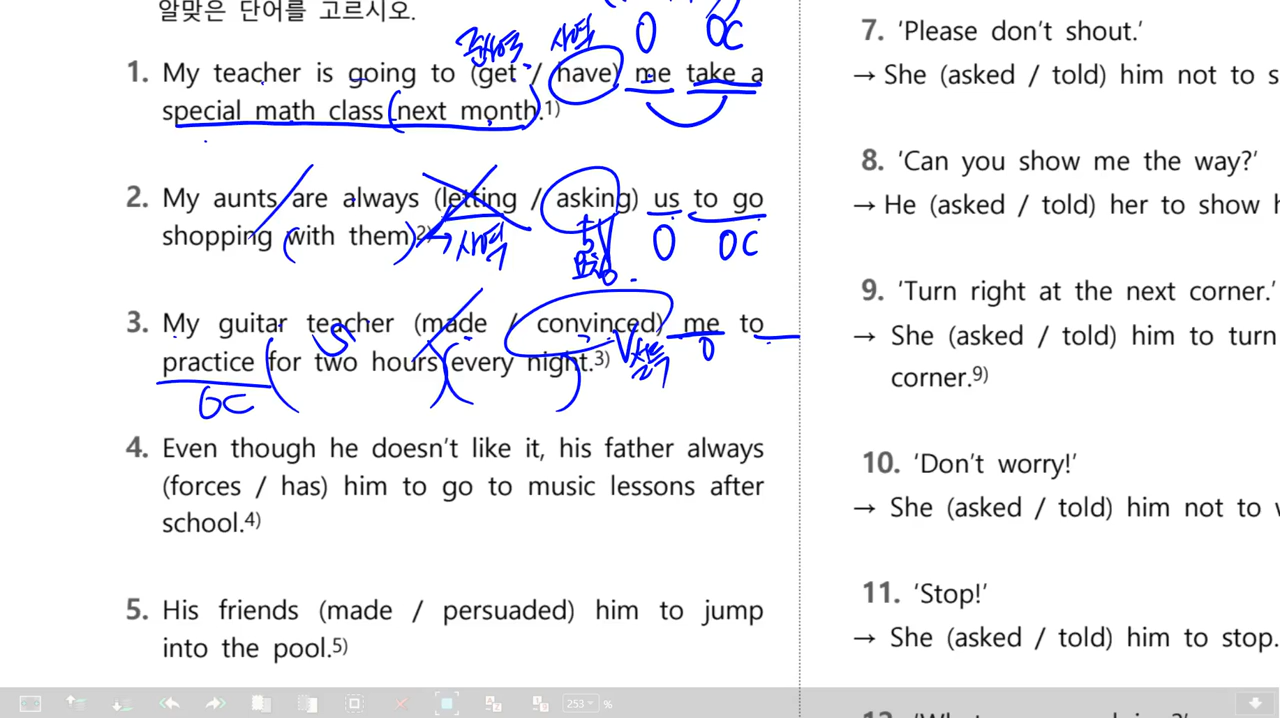 알맞은 단어를 고르시오.
준사역
사역
O
OC
1. My teacher is going to (get / have) me take a
special math class next month.1)
2. My aunts are always (letting / asking) us to go
shopping with them.2)
→ 사역
O
OC
3. My guitar teacher (made / convinced) me to
S
V
O
practice for two hours every night.3)
OC
4. Even though he doesn't like it, his father always
(forces / has) him to go to music lessons after
school.4)
5. His friends (made / persuaded) him to jump
into the pool.5)
7. 'Please don't shout.'
→ She (asked / told) him not to s
8. 'Can you show me the way?'
→ He (asked / told) her to show h
9. 'Turn right at the next corner.'
→ She (asked / told) him to turn
corner.9)
10. 'Don't worry!'
→ She (asked / told) him not to w
11. 'Stop!'
→ She (asked / told) him to stop.
253 %